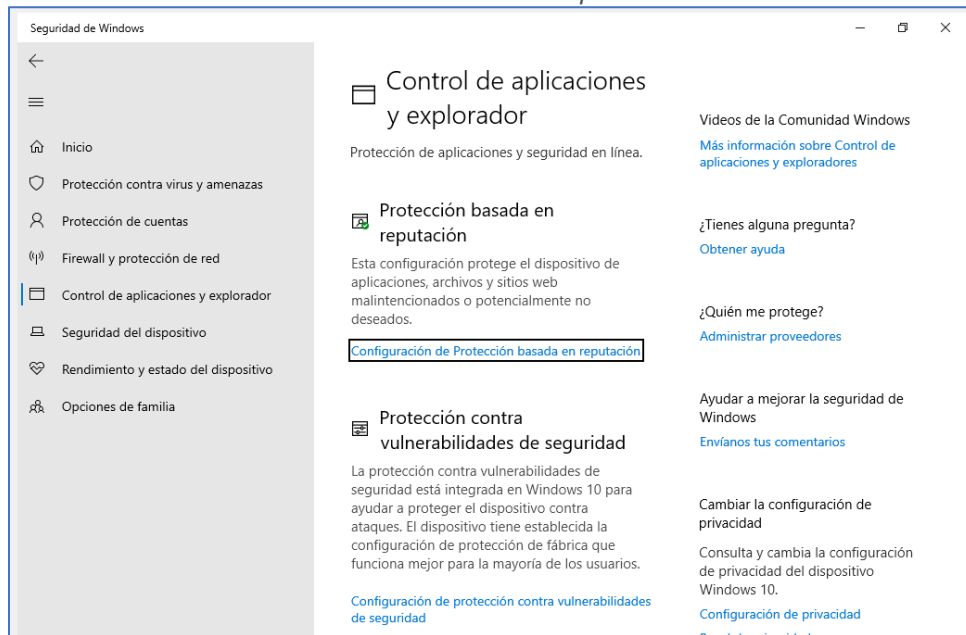 Seguridad de Windows
Inicio
Protección contra virus y amenazas
Protección de cuentas
Firewall y protección de red
Control de aplicaciones y explorador
Seguridad del dispositivo
Rendimiento y estado del dispositivo
Opciones de familia
Control de aplicaciones
y explorador
Protección de aplicaciones y seguridad en línea.
Protección basada en
reputación
Esta configuración protege el dispositivo de
aplicaciones, archivos y sitios web
malintencionados o potencialmente no
deseados.
Configuración de Protección basada en reputación
Protección contra
vulnerabilidades de seguridad
La protección contra vulnerabilidades de
seguridad está integrada en Windows 10 para
ayudar a proteger el dispositivo contra
ataques. El dispositivo tiene establecida la
configuración de protección de fábrica que
funciona mejor para la mayoría de los usuarios.
Configuración de protección contra vulnerabilidades
de seguridad
Videos de la Comunidad Windows
Más información sobre Control de
aplicaciones y exploradores
¿Tienes alguna pregunta?
Obtener ayuda
¿Quién me protege?
Administrar proveedores
Ayudar a mejorar la seguridad de
Windows
Envíanos tus comentarios
Cambiar la configuración de
privacidad
Consulta y cambia la configuración
de privacidad del dispositivo
Windows 10.
Configuración de privacidad